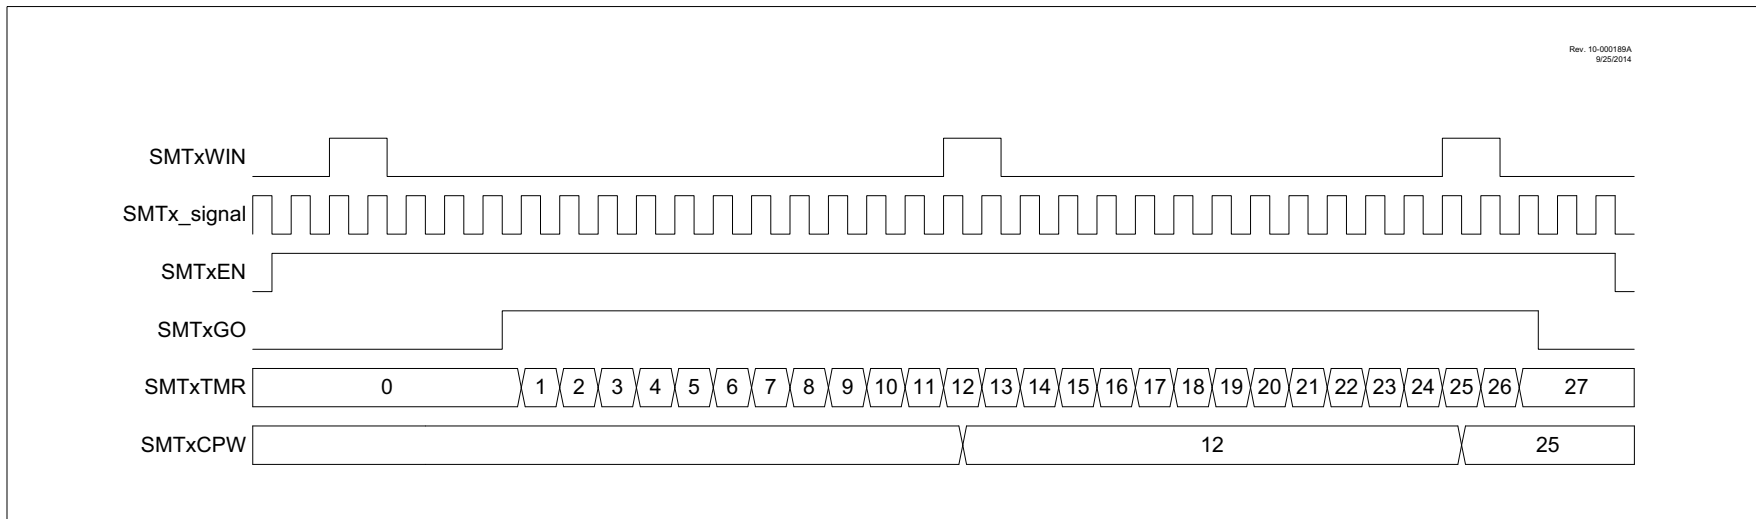 Rev. 10-000189A
9/25/2014
SMTxWIN
SMTx_signal
SMTxEN
SMTxGO
SMTxTMR 0 1 2 3 4 5 6 7 8 9 10 11 12 13 14 15 16 17 18 19 20 21 22 23 24 25 26 27
SMTxCPW 12 25